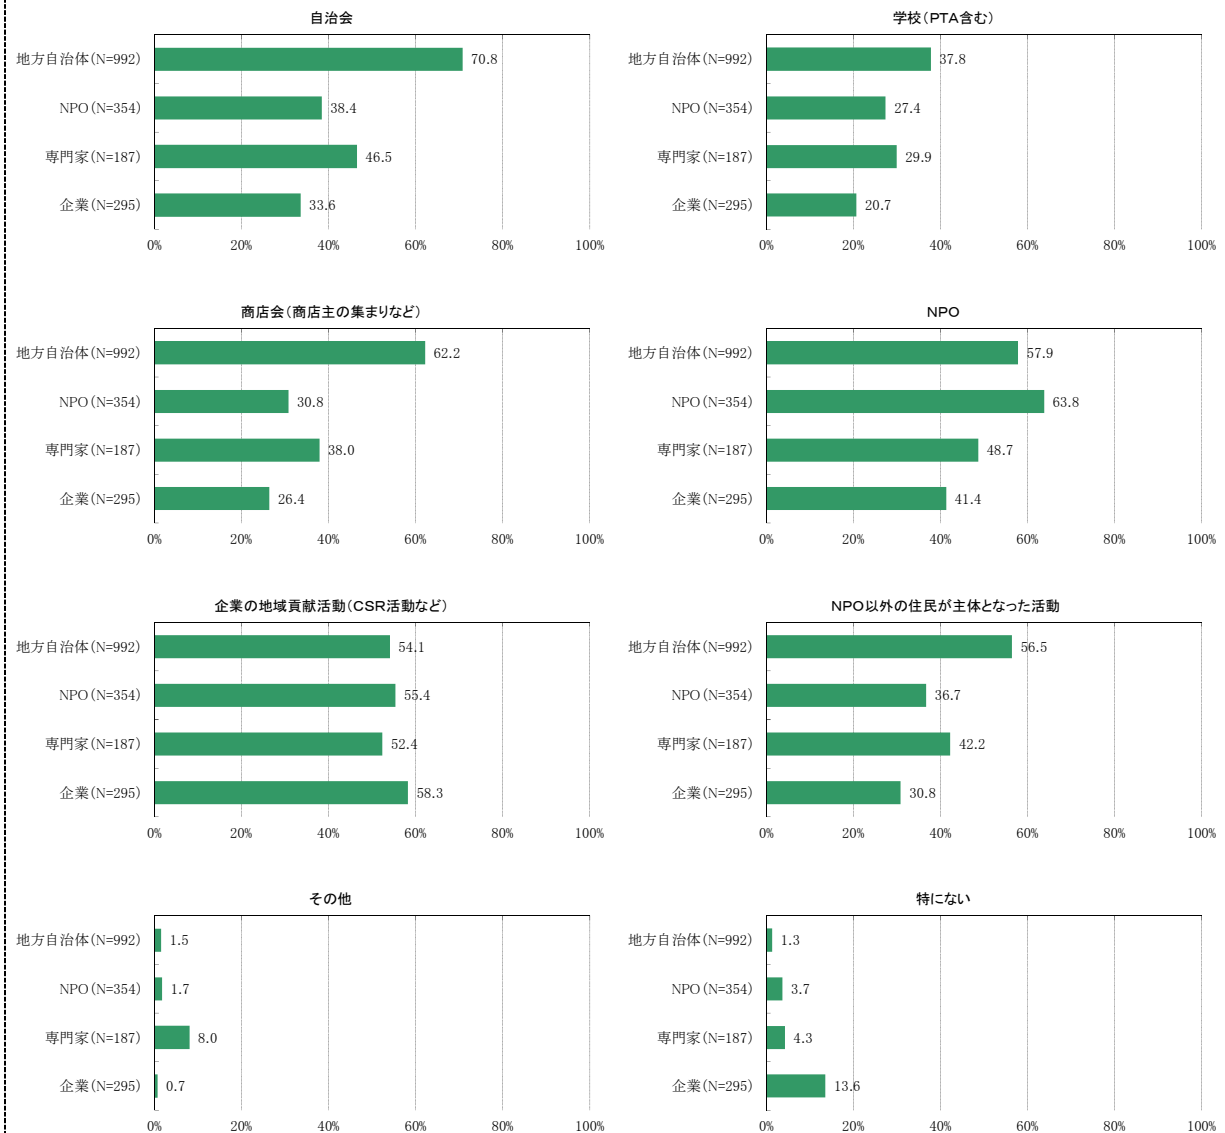 自治会
地方自治体(N=992) 70.8
NPO(N=354) 38.4
専門家(N=187) 46.5
企業(N=295) 33.6
0% 20% 40% 60% 80% 100%
学校(PTA含む)
地方自治体(N=992) 37.8
NPO(N=354) 27.4
専門家(N=187) 29.9
企業(N=295) 20.7
0% 20% 40% 60% 80% 100%
商店会(商店主の集まりなど)
地方自治体(N=992) 62.2
NPO(N=354) 30.8
専門家(N=187) 38.0
企業(N=295) 26.4
0% 20% 40% 60% 80% 100%
NPO
地方自治体(N=992) 57.9
NPO(N=354) 63.8
専門家(N=187) 48.7
企業(N=295) 41.4
0% 20% 40% 60% 80% 100%
企業の地域貢献活動(CSR活動など)
地方自治体(N=992) 54.1
NPO(N=354) 55.4
専門家(N=187) 52.4
企業(N=295) 58.3
0% 20% 40% 60% 80% 100%
NPO以外の住民が主体となった活動
地方自治体(N=992) 56.5
NPO(N=354) 36.7
専門家(N=187) 42.2
企業(N=295) 30.8
0% 20% 40% 60% 80% 100%
その他
地方自治体(N=992) 1.5
NPO(N=354) 1.7
専門家(N=187) 8.0
企業(N=295) 0.7
0% 20% 40% 60% 80% 100%
特にない
地方自治体(N=992) 1.3
NPO(N=354) 3.7
専門家(N=187) 4.3
企業(N=295) 13.6
0% 20% 40% 60% 80% 100%